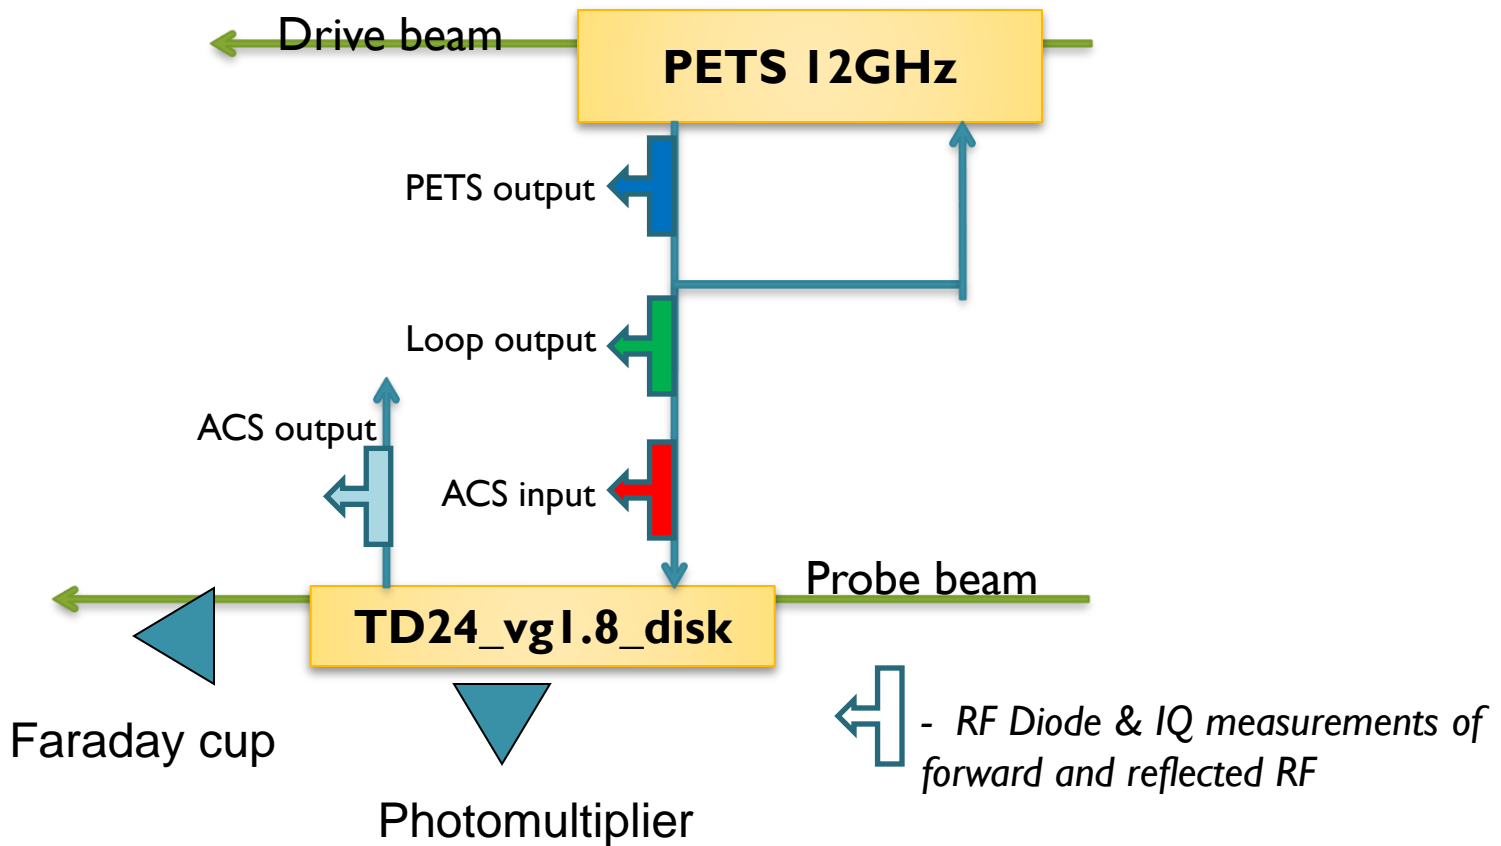 Drive beam
PETS 12GHz
PETS output
Loop output
ACS output
ACS input
Probe beam
TD24_vg1.8_disk
Faraday cup
- RF Diode & IQ measurements of
forward and reflected RF
Photomultiplier